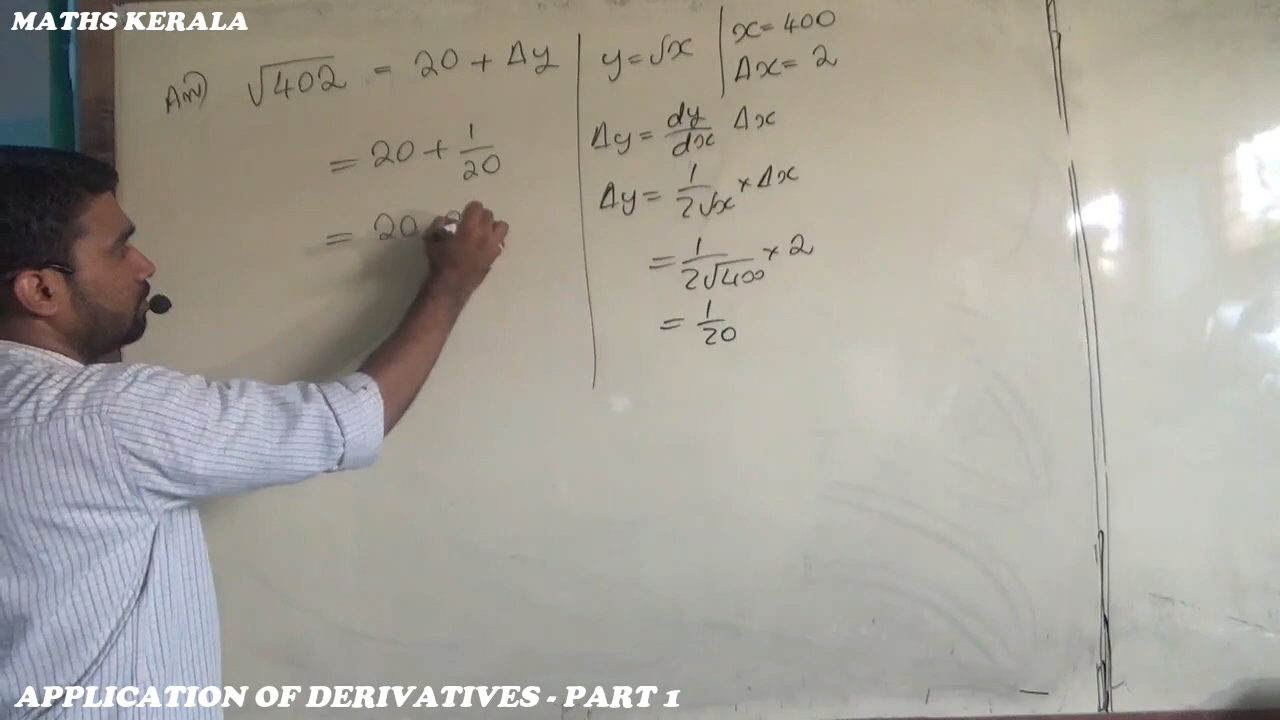 MATHS KERALA
Ans) √402 = 20 + Δy
= 20 + 1/20
= 20
y = √x
x = 400
Δx = 2
Δy = dy/dx Δx
Δy = 1/2√x × Δx
= 1/2√400 × 2
= 1/20
APPLICATION OF DERIVATIVES - PART 1